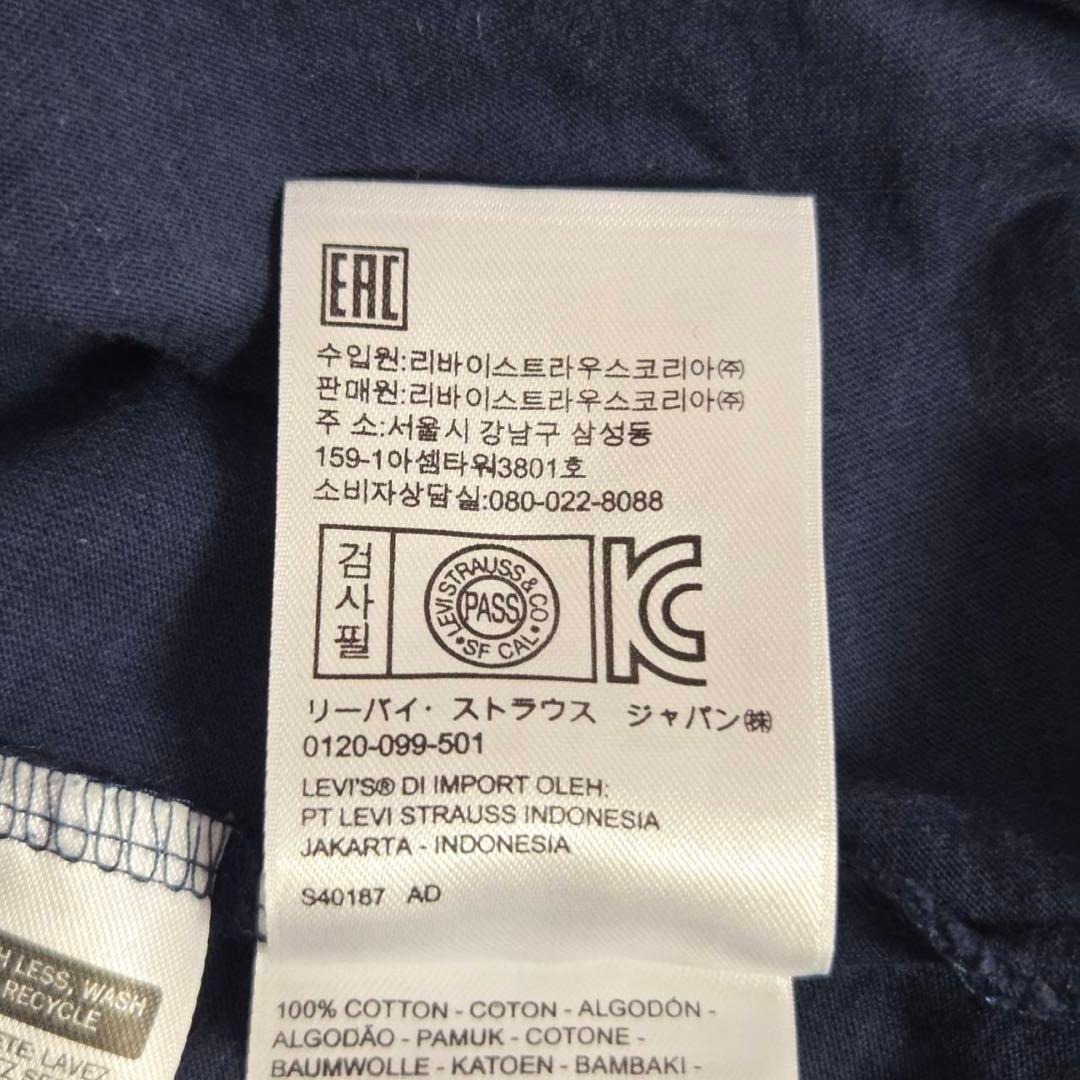 EAC
수입원:리바이스트라우스코리아㈜
판매원:리바이스트라우스코리아㈜
주 소:서울시 강남구 삼성동
159-1아셈타워3801호
소비자상담실:080-022-8088
검사필
LEVI STRAUSS & CO
PASS
SF CAL
KC
リーバイ・ストラウス ジャパン㈱
0120-099-501
LEVI'S® DI IMPORT OLEH:
PT LEVI STRAUSS INDONESIA
JAKARTA - INDONESIA
S40187 AD
100% COTTON - COTON - ALGODÓN -
ALGODÃO - PAMUK - COTONE -
BAUMWOLLE - KATOEN - BAMBAKI -
LESS, WASH
RECYCLE
LAVEZ